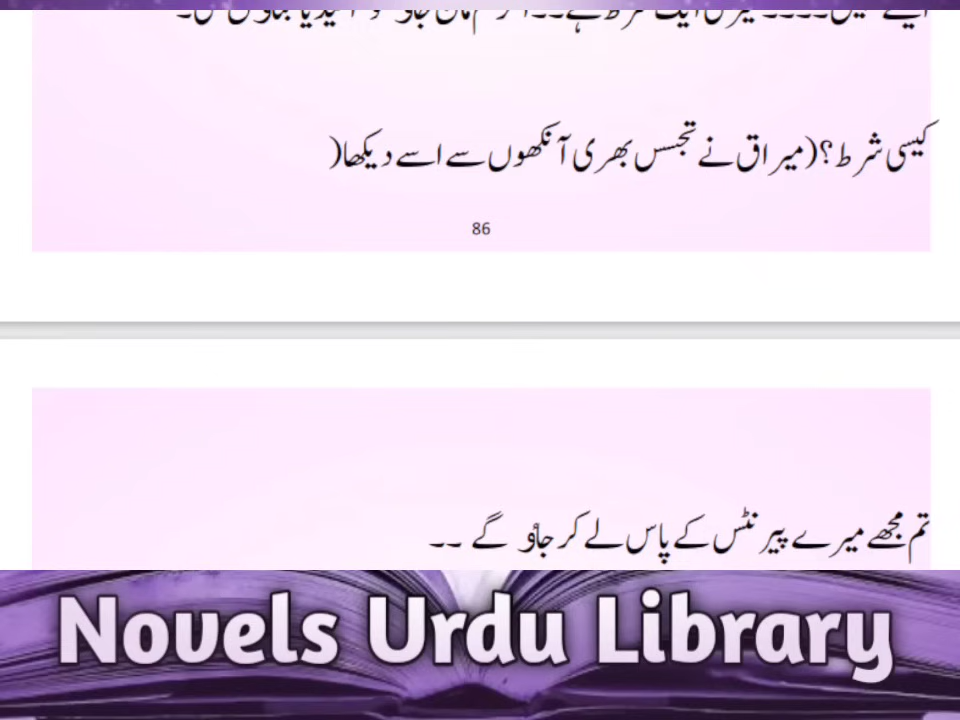 کیسی شرط؟(میراق نے تجسس بھری آنکھوں سے اسے دیکھا(
86
تم مجھے میرے پیرنٹس کے پاس لے کر جاؤ گے ۔۔
Novels Urdu Library